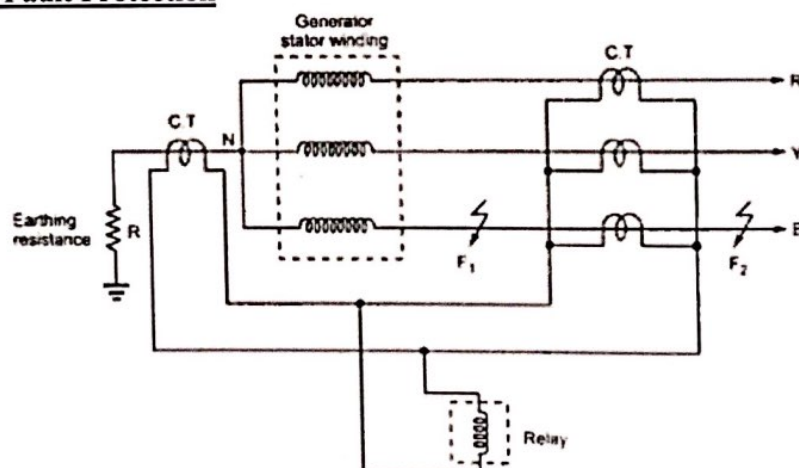 Fault Protection
Generator
stator winding
C.T
R
C.T
N
Y
Earthing
resistance
R
F1
F2
Relay